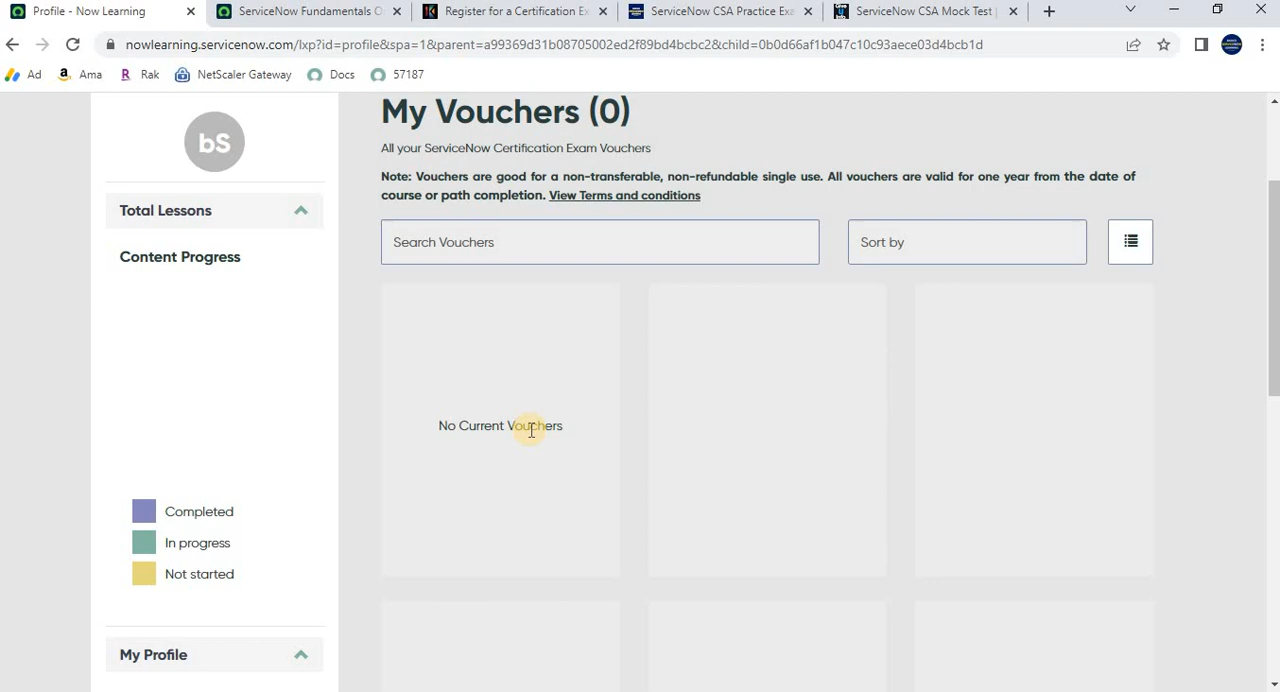 Profile - Now Learning
ServiceNow Fundamentals O
Register for a Certification Ex
ServiceNow CSA Practice Exa
ServiceNow CSA Mock Test |
nowlearning.servicenow.com/lxp?id=profile&spa=1&parent=a99369d31b08705002ed2f89bd4bcbc2&child=0b0d66af1b047c10c93aece03d4bcb1d
Ad
Ama
Rak
NetScaler Gateway
Docs
57187
bS
Total Lessons
Content Progress
Completed
In progress
Not started
My Profile
My Vouchers (0)
All your ServiceNow Certification Exam Vouchers
Note: Vouchers are good for a non-transferable, non-refundable single use. All vouchers are valid for one year from the date of
course or path completion. View Terms and conditions
Search Vouchers
Sort by
No Current Vouchers